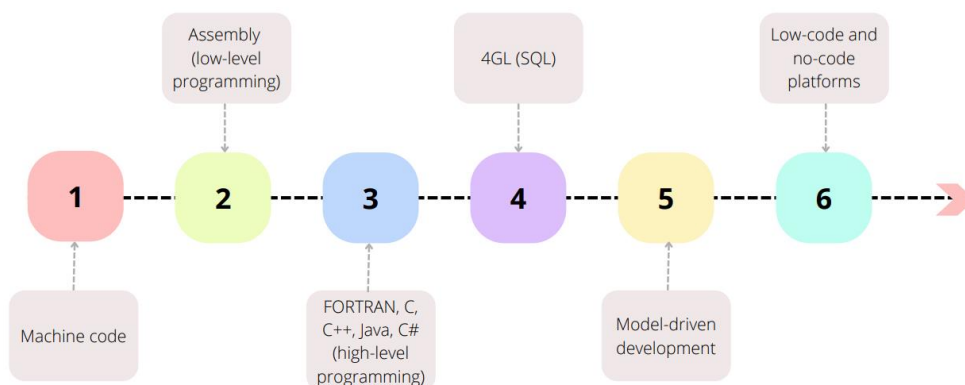 Assembly
(low-level
programming)
4GL (SQL)
Low-code and
no-code
platforms
1
2
3
4
5
6
Machine code
FORTRAN, C,
C++, Java, C#
(high-level
programming)
Model-driven
development